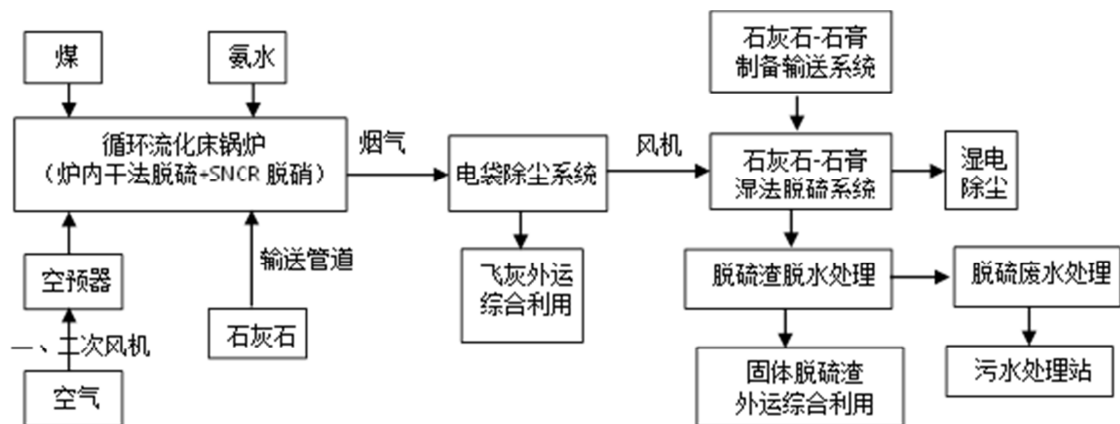 煤
氨水
石灰石-石膏
制备输送系统
循环流化床锅炉
（炉内干法脱硫+SNCR 脱硝）
烟气
电袋除尘系统
风机
石灰石-石膏
湿法脱硫系统
湿电
除尘
空预器
输送管道
飞灰外运
综合利用
脱硫渣脱水处理
脱硫废水处理
一、二次风机
石灰石
空气
固体脱硫渣
外运综合利用
污水处理站